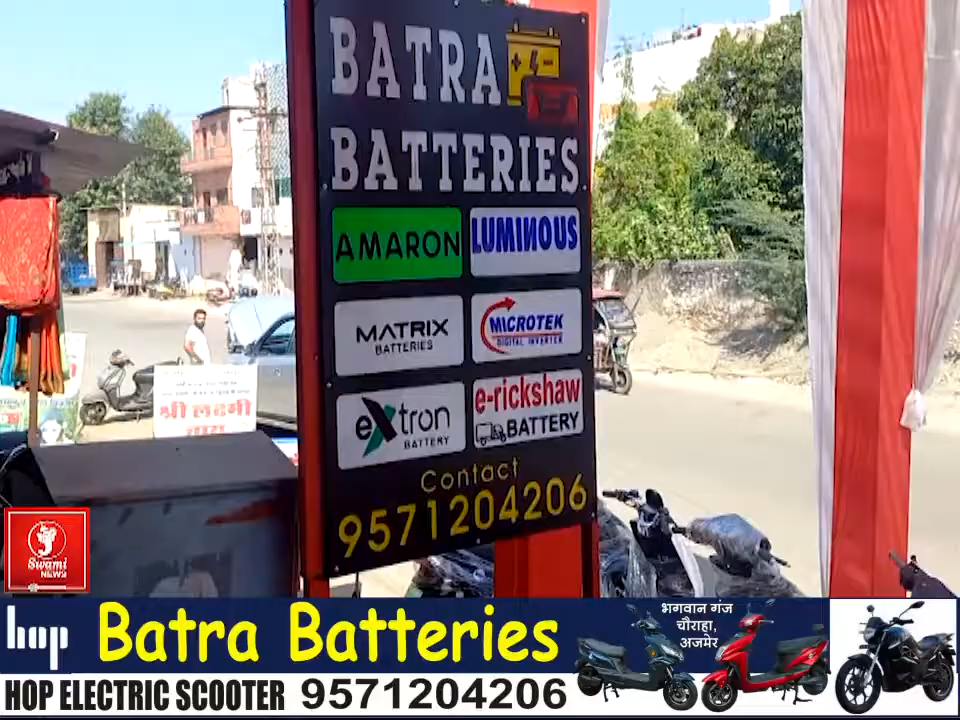 BATRA
BATTERIES
AMARON
LUMINOUS
MATRIX
BATTERIES
MICROTEK
DIGITAL INVERTER
eXtron
BATTERY
e-rickshaw
BATTERY
Contact
9571204206
श्री लक्ष्मी
Swami
NEWS
hop
Batra Batteries
भगवान गंज
चौराहा,
अजमेर
HOP ELECTRIC SCOOTER 9571204206